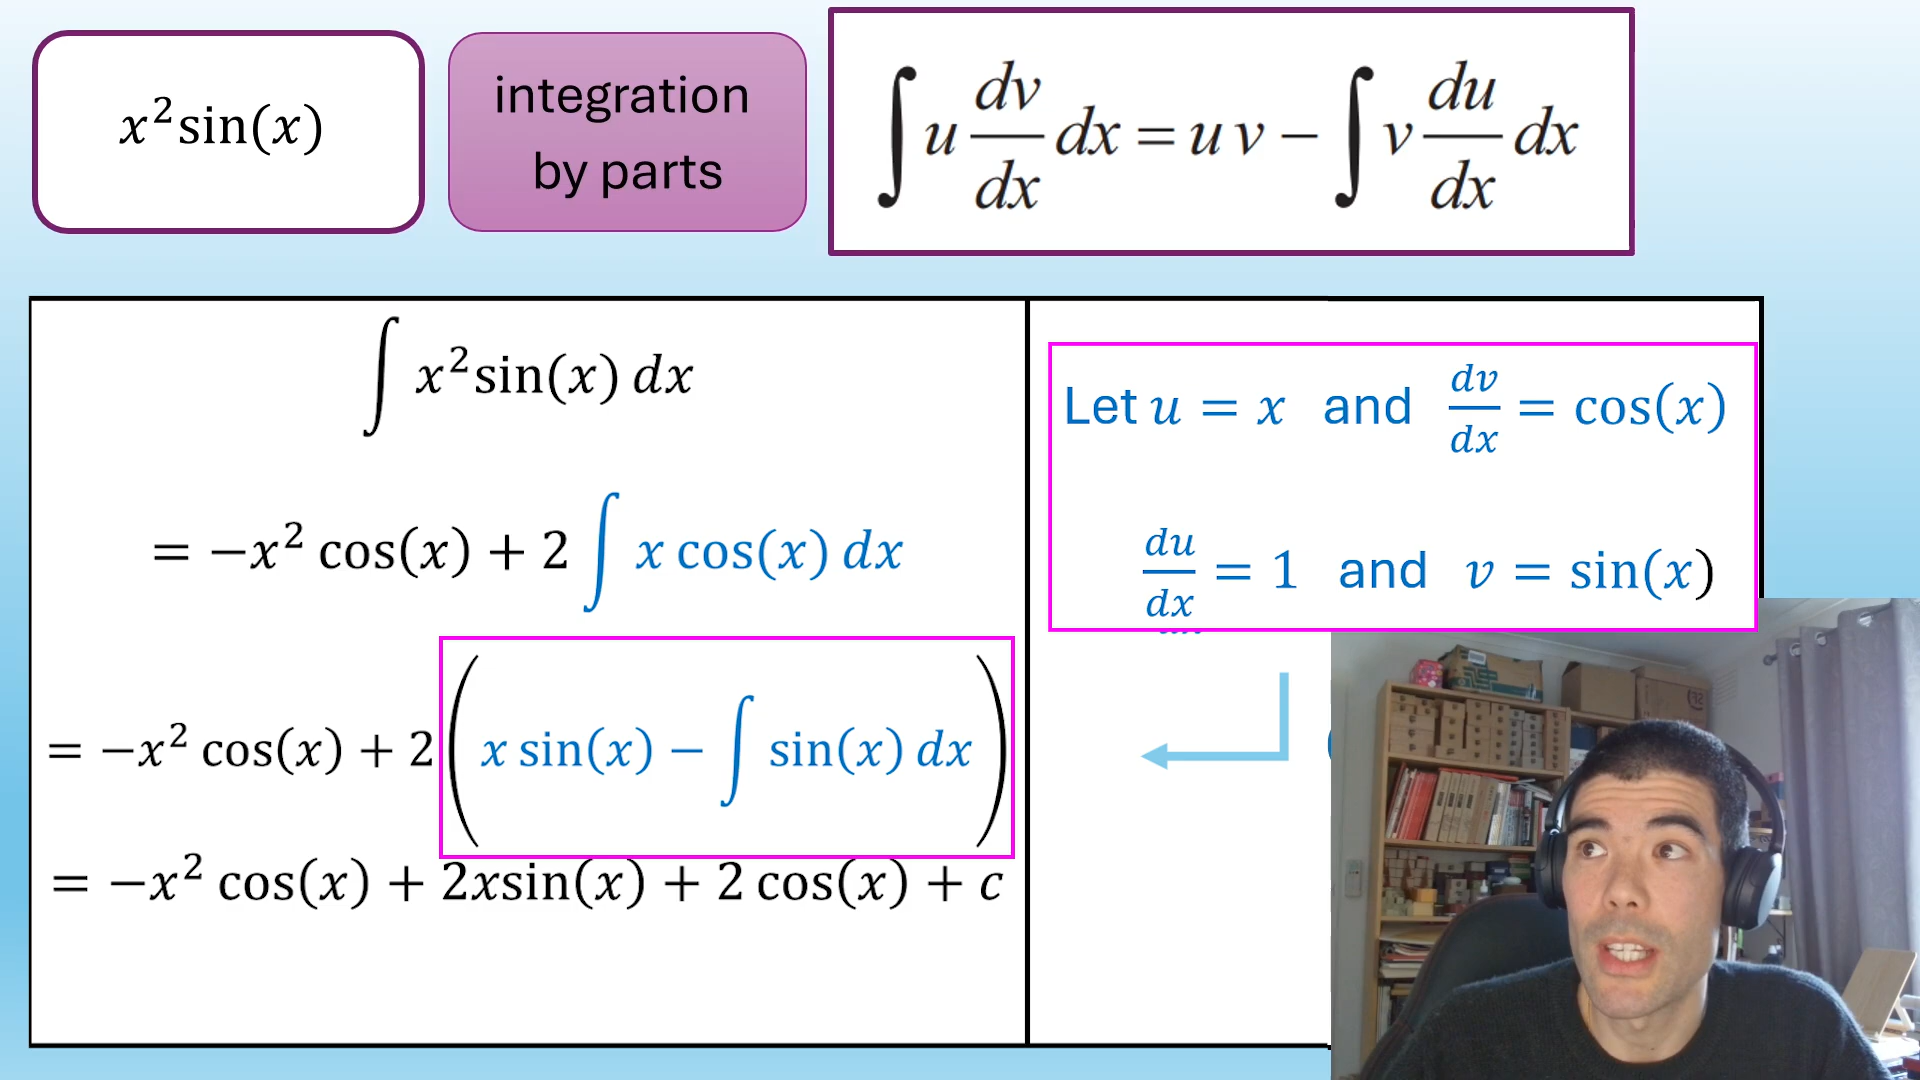 x²sin(x)
integration
by parts
∫ u dv/dx dx = u v − ∫ v du/dx dx
∫ x²sin(x) dx
= −x² cos(x) + 2 ∫ x cos(x) dx
= −x² cos(x) + 2 ( x sin(x) − ∫ sin(x) dx )
= −x² cos(x) + 2xsin(x) + 2 cos(x) + c
Let u = x and dv/dx = cos(x)
du/dx = 1 and v = sin(x)